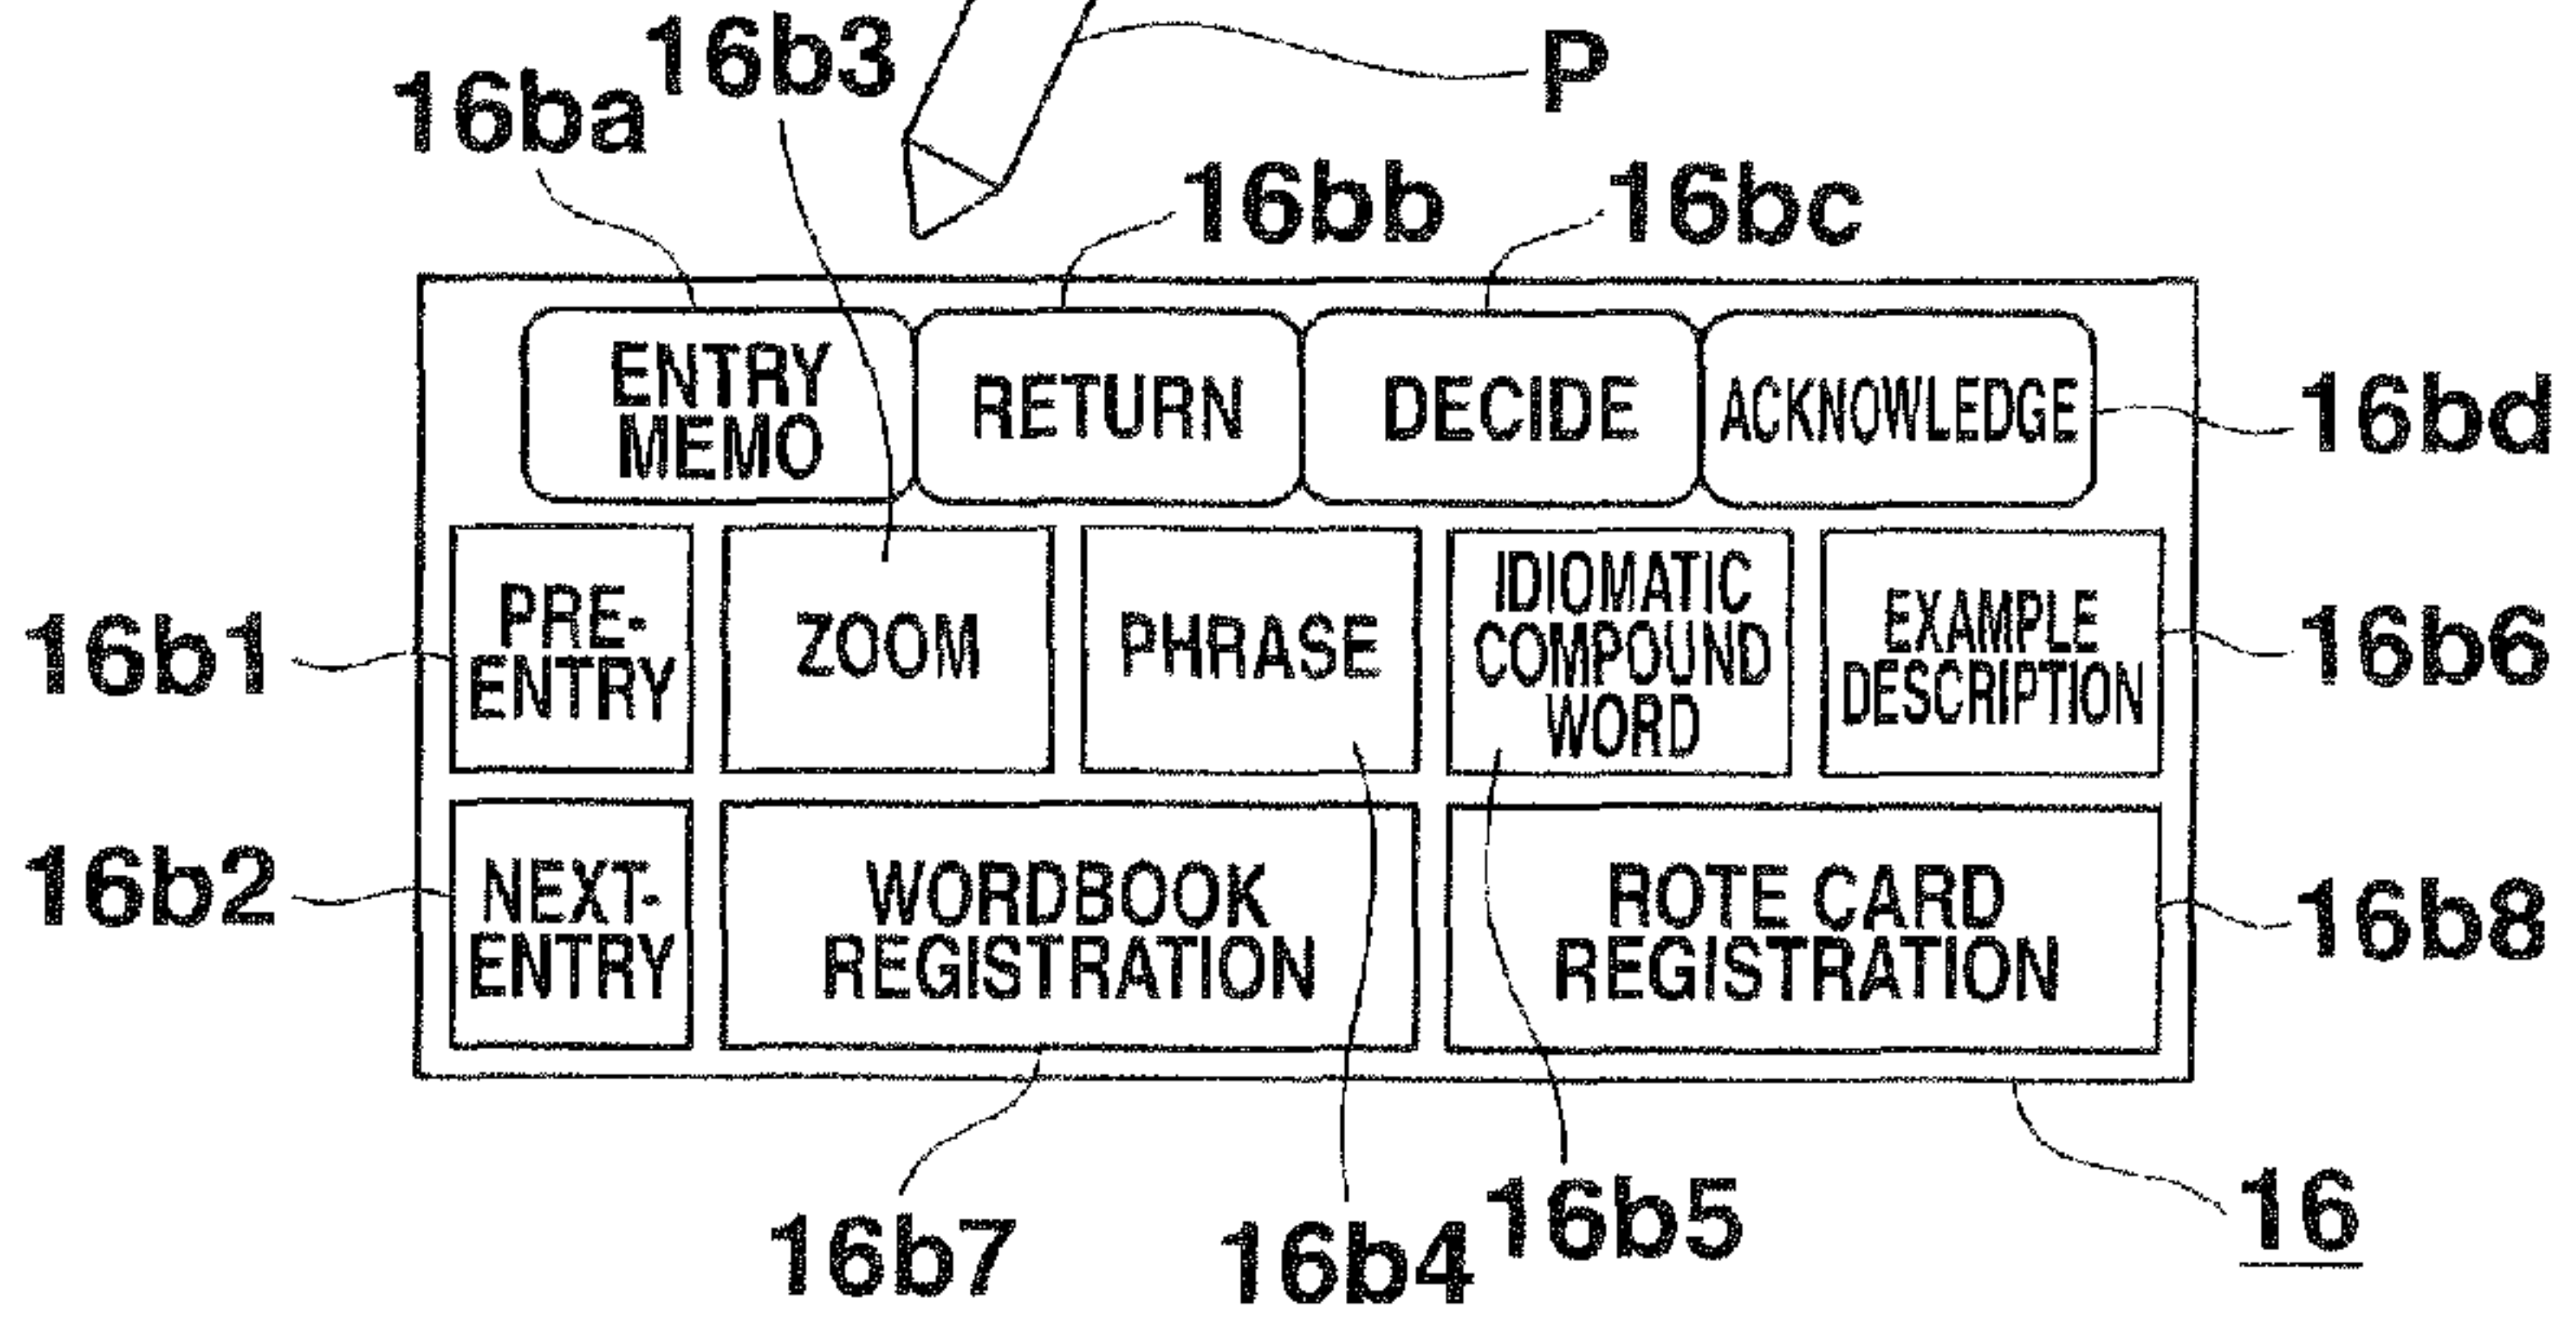 16b3
P
16ba
16bb
16bc
ENTRY
MEMO
RETURN
DECIDE
ACKNOWLEDGE
16bd
16b1
PRE-
ENTRY
ZOOM
PHRASE
IDIOMATIC
COMPOUND
WORD
EXAMPLE
DESCRIPTION
16b6
16b2
NEXT-
ENTRY
WORDBOOK
REGISTRATION
ROTE CARD
REGISTRATION
16b8
16b7
16b4
16b5
16